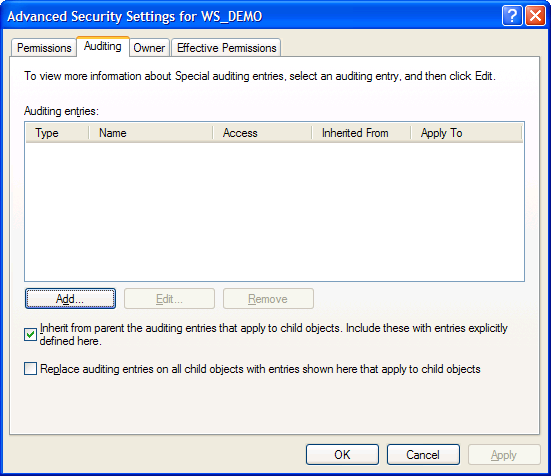 Advanced Security Settings for WS_DEMO
Permissions Auditing Owner Effective Permissions
To view more information about Special auditing entries, select an auditing entry, and then click Edit.
Auditing entries:
Type Name Access Inherited From Apply To
Add... Edit... Remove
Inherit from parent the auditing entries that apply to child objects. Include these with entries explicitly
defined here.
Replace auditing entries on all child objects with entries shown here that apply to child objects
OK Cancel Apply